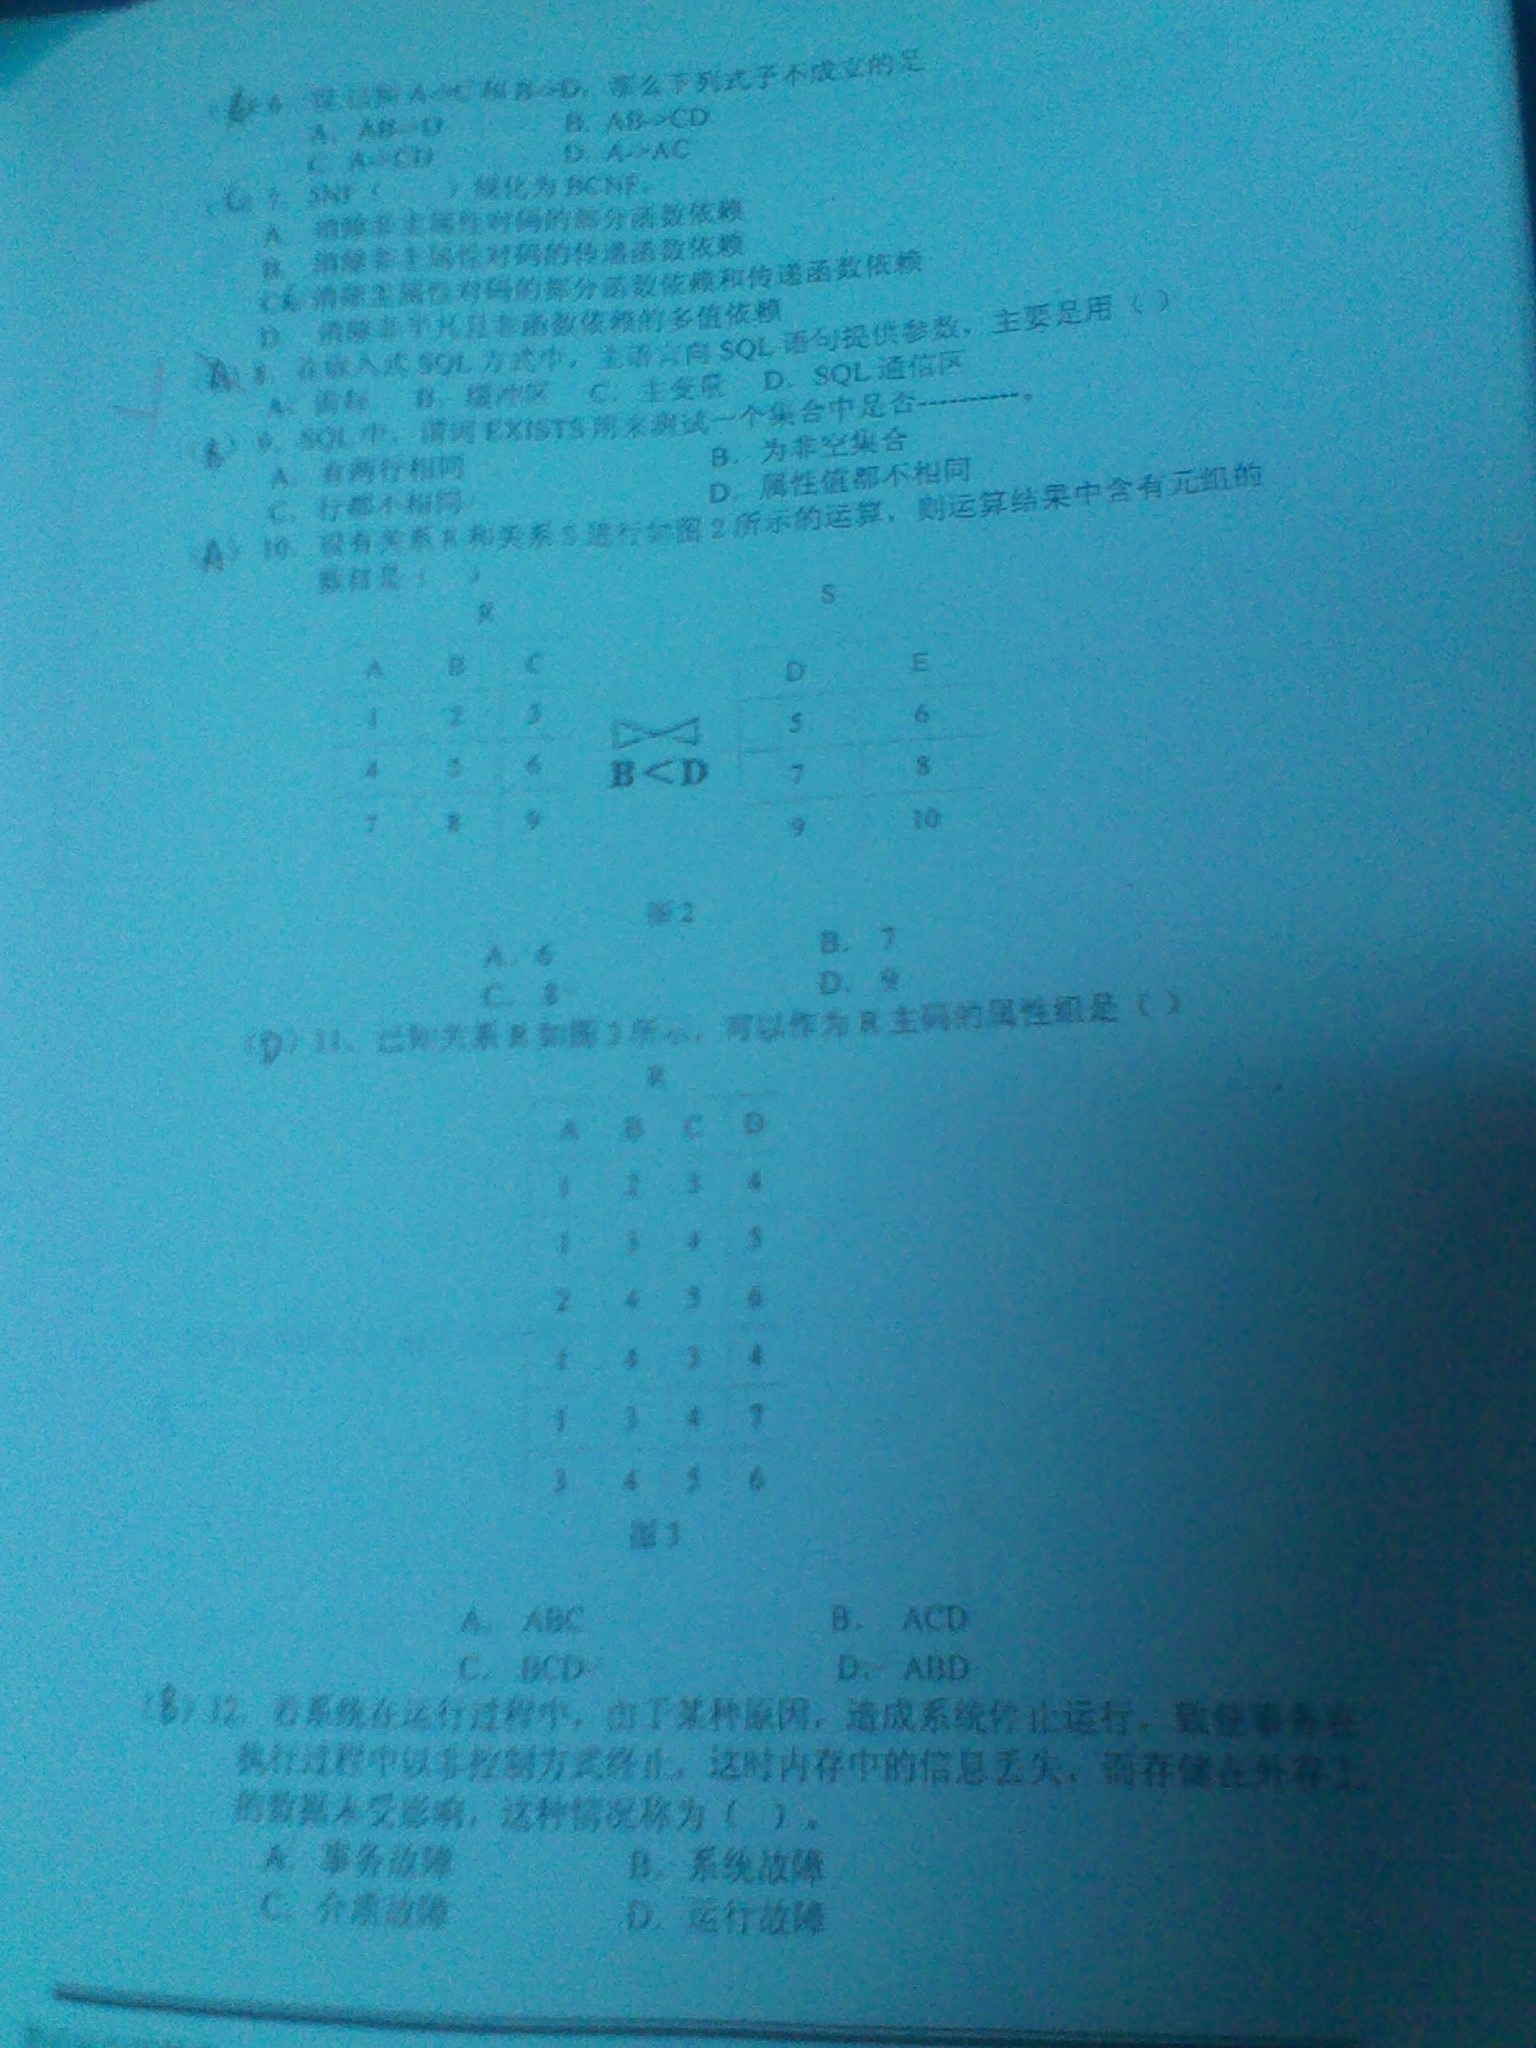 6. 设已知 A->C 和 B->D，那么下列式子不成立的是
A. AB->D B. AB->CD
C. A->CD D. A->AC
7. 3NF（ ）规化为 BCNF。
A. 消除非主属性对码的部分函数依赖
B. 消除非主属性对码的传递函数依赖
C. 消除主属性对码的部分函数依赖和传递函数依赖
D. 消除非平凡且非函数依赖的多值依赖
(A) 8. 在嵌入式 SQL 方式中，主语言向 SQL 语句提供参数，主要是用（ ）
A. 游标 B. 缓冲区 C. 主变量 D. SQL 通信区
9. SQL 中，谓词 EXISTS 用来测试一个集合中是否----------。
A. 有两行相同 B. 为非空集合
C. 行都不相同 D. 属性值都不相同
(A) 10. 设有关系 R 和关系 S 进行如图 2 所示的运算，则运算结果中含有元组的
数目是（ ）
R S
A B C D E
1 2 3 5 6
4 5 6 7 8
7 8 9 9 10
B<D
图 2
A. 6 B. 7
C. 8 D. 9
(D) 11、已知关系 R 如图 3 所示，可以作为 R 主码的属性组是（ ）
R
A B C D
1 2 3 4
1 3 4 5
2 4 5 6
1 4 3 4
1 3 4 7
3 4 5 6
图 3
A. ABC B. ACD
C. BCD D. ABD
(B) 12. 若系统在运行过程中，由于某种原因，造成系统停止运行，致使事务在
执行过程中以非控制方式终止，这时内存中的信息丢失，而存储在外存上
的数据未受影响，这种情况称为（ ）。
A. 事务故障 B. 系统故障
C. 介质故障 D. 运行故障